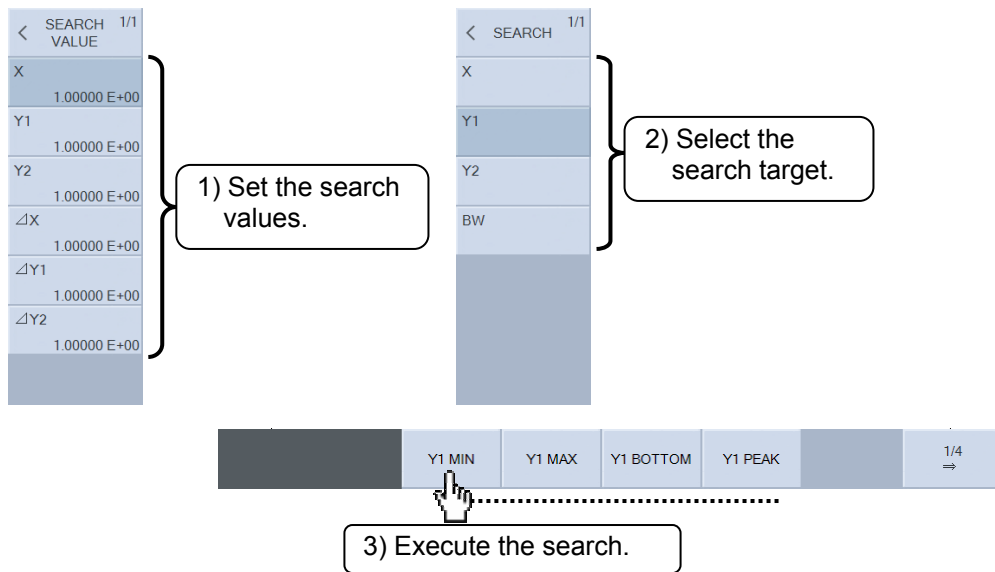 < SEARCH VALUE 1/1
X
1.00000 E+00
Y1
1.00000 E+00
Y2
1.00000 E+00
⊿X
1.00000 E+00
⊿Y1
1.00000 E+00
⊿Y2
1.00000 E+00
1) Set the search
values.
< SEARCH 1/1
X
Y1
Y2
BW
2) Select the
search target.
Y1 MIN Y1 MAX Y1 BOTTOM Y1 PEAK 1/4
⇒
3) Execute the search.